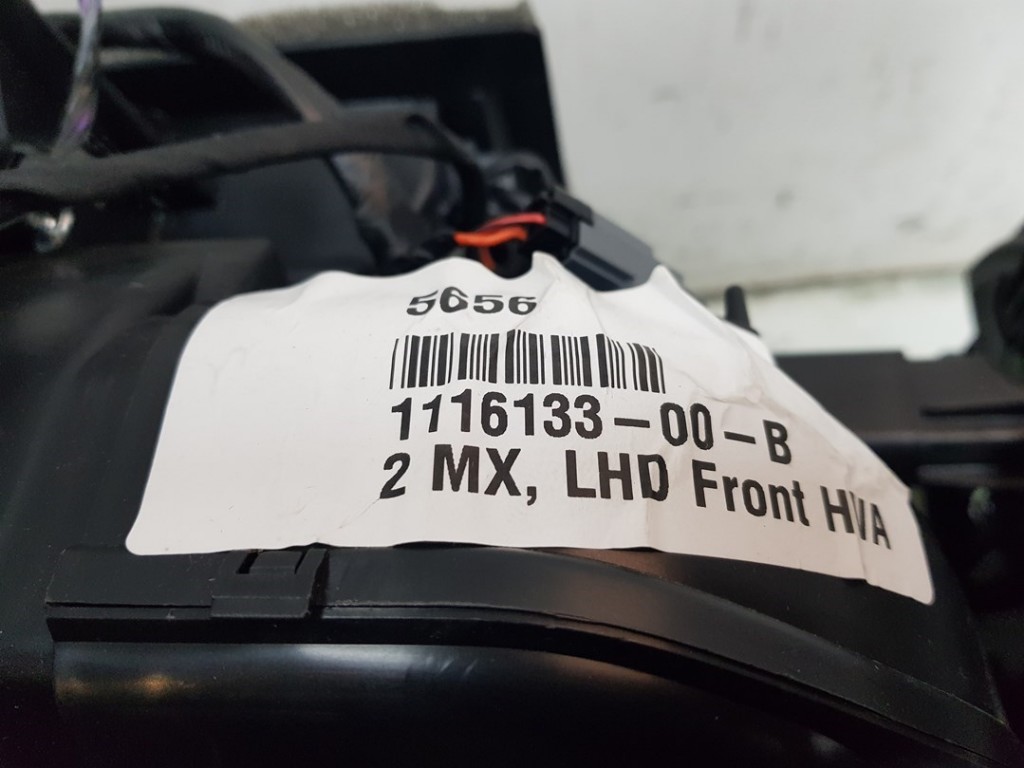 5656
1116133-00-B
2 MX, LHD Front HVA